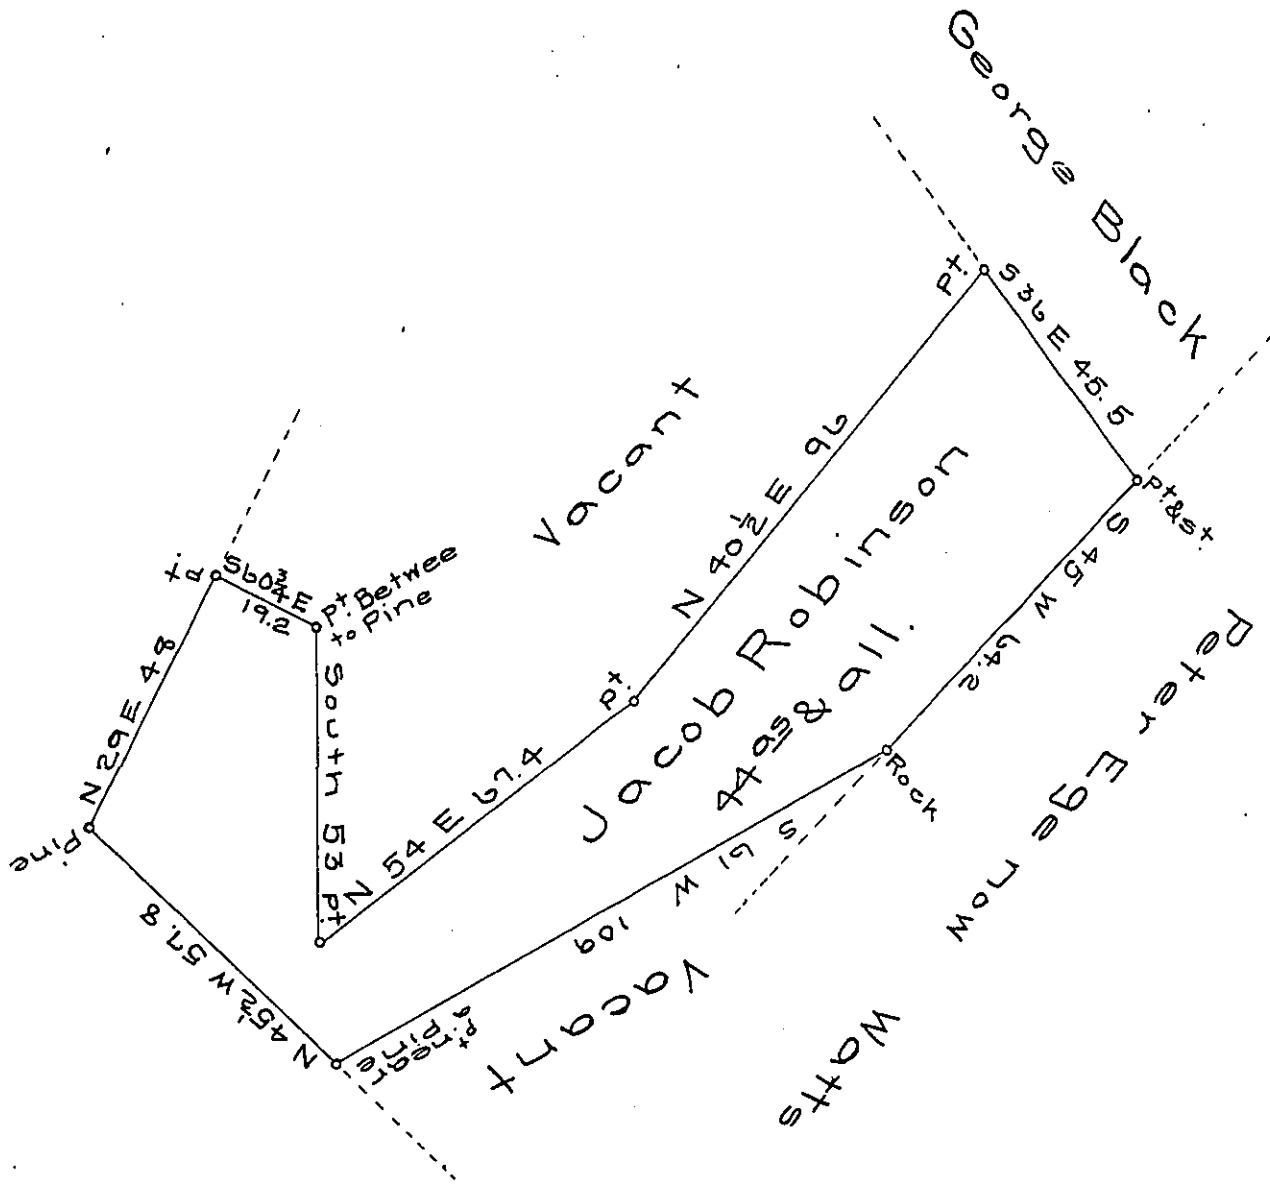 George Black
Pt.
S 36 E 45.5
Pt. & st.
S 45 W 64.2
Rock
Peter Ege now
Watts
S 61 W
109
Vacant
Pt. near
a Pine
N 45½ W 57.8
Pine
N 29 E 48
Pt.
S 60¾ E
19.2
Pt. Betwee
to Pine
South 53
Pt.
N 54 E 67.4
Pt.
N 40½ E 96
Vacant
Jacob Robinson
44 as & all.